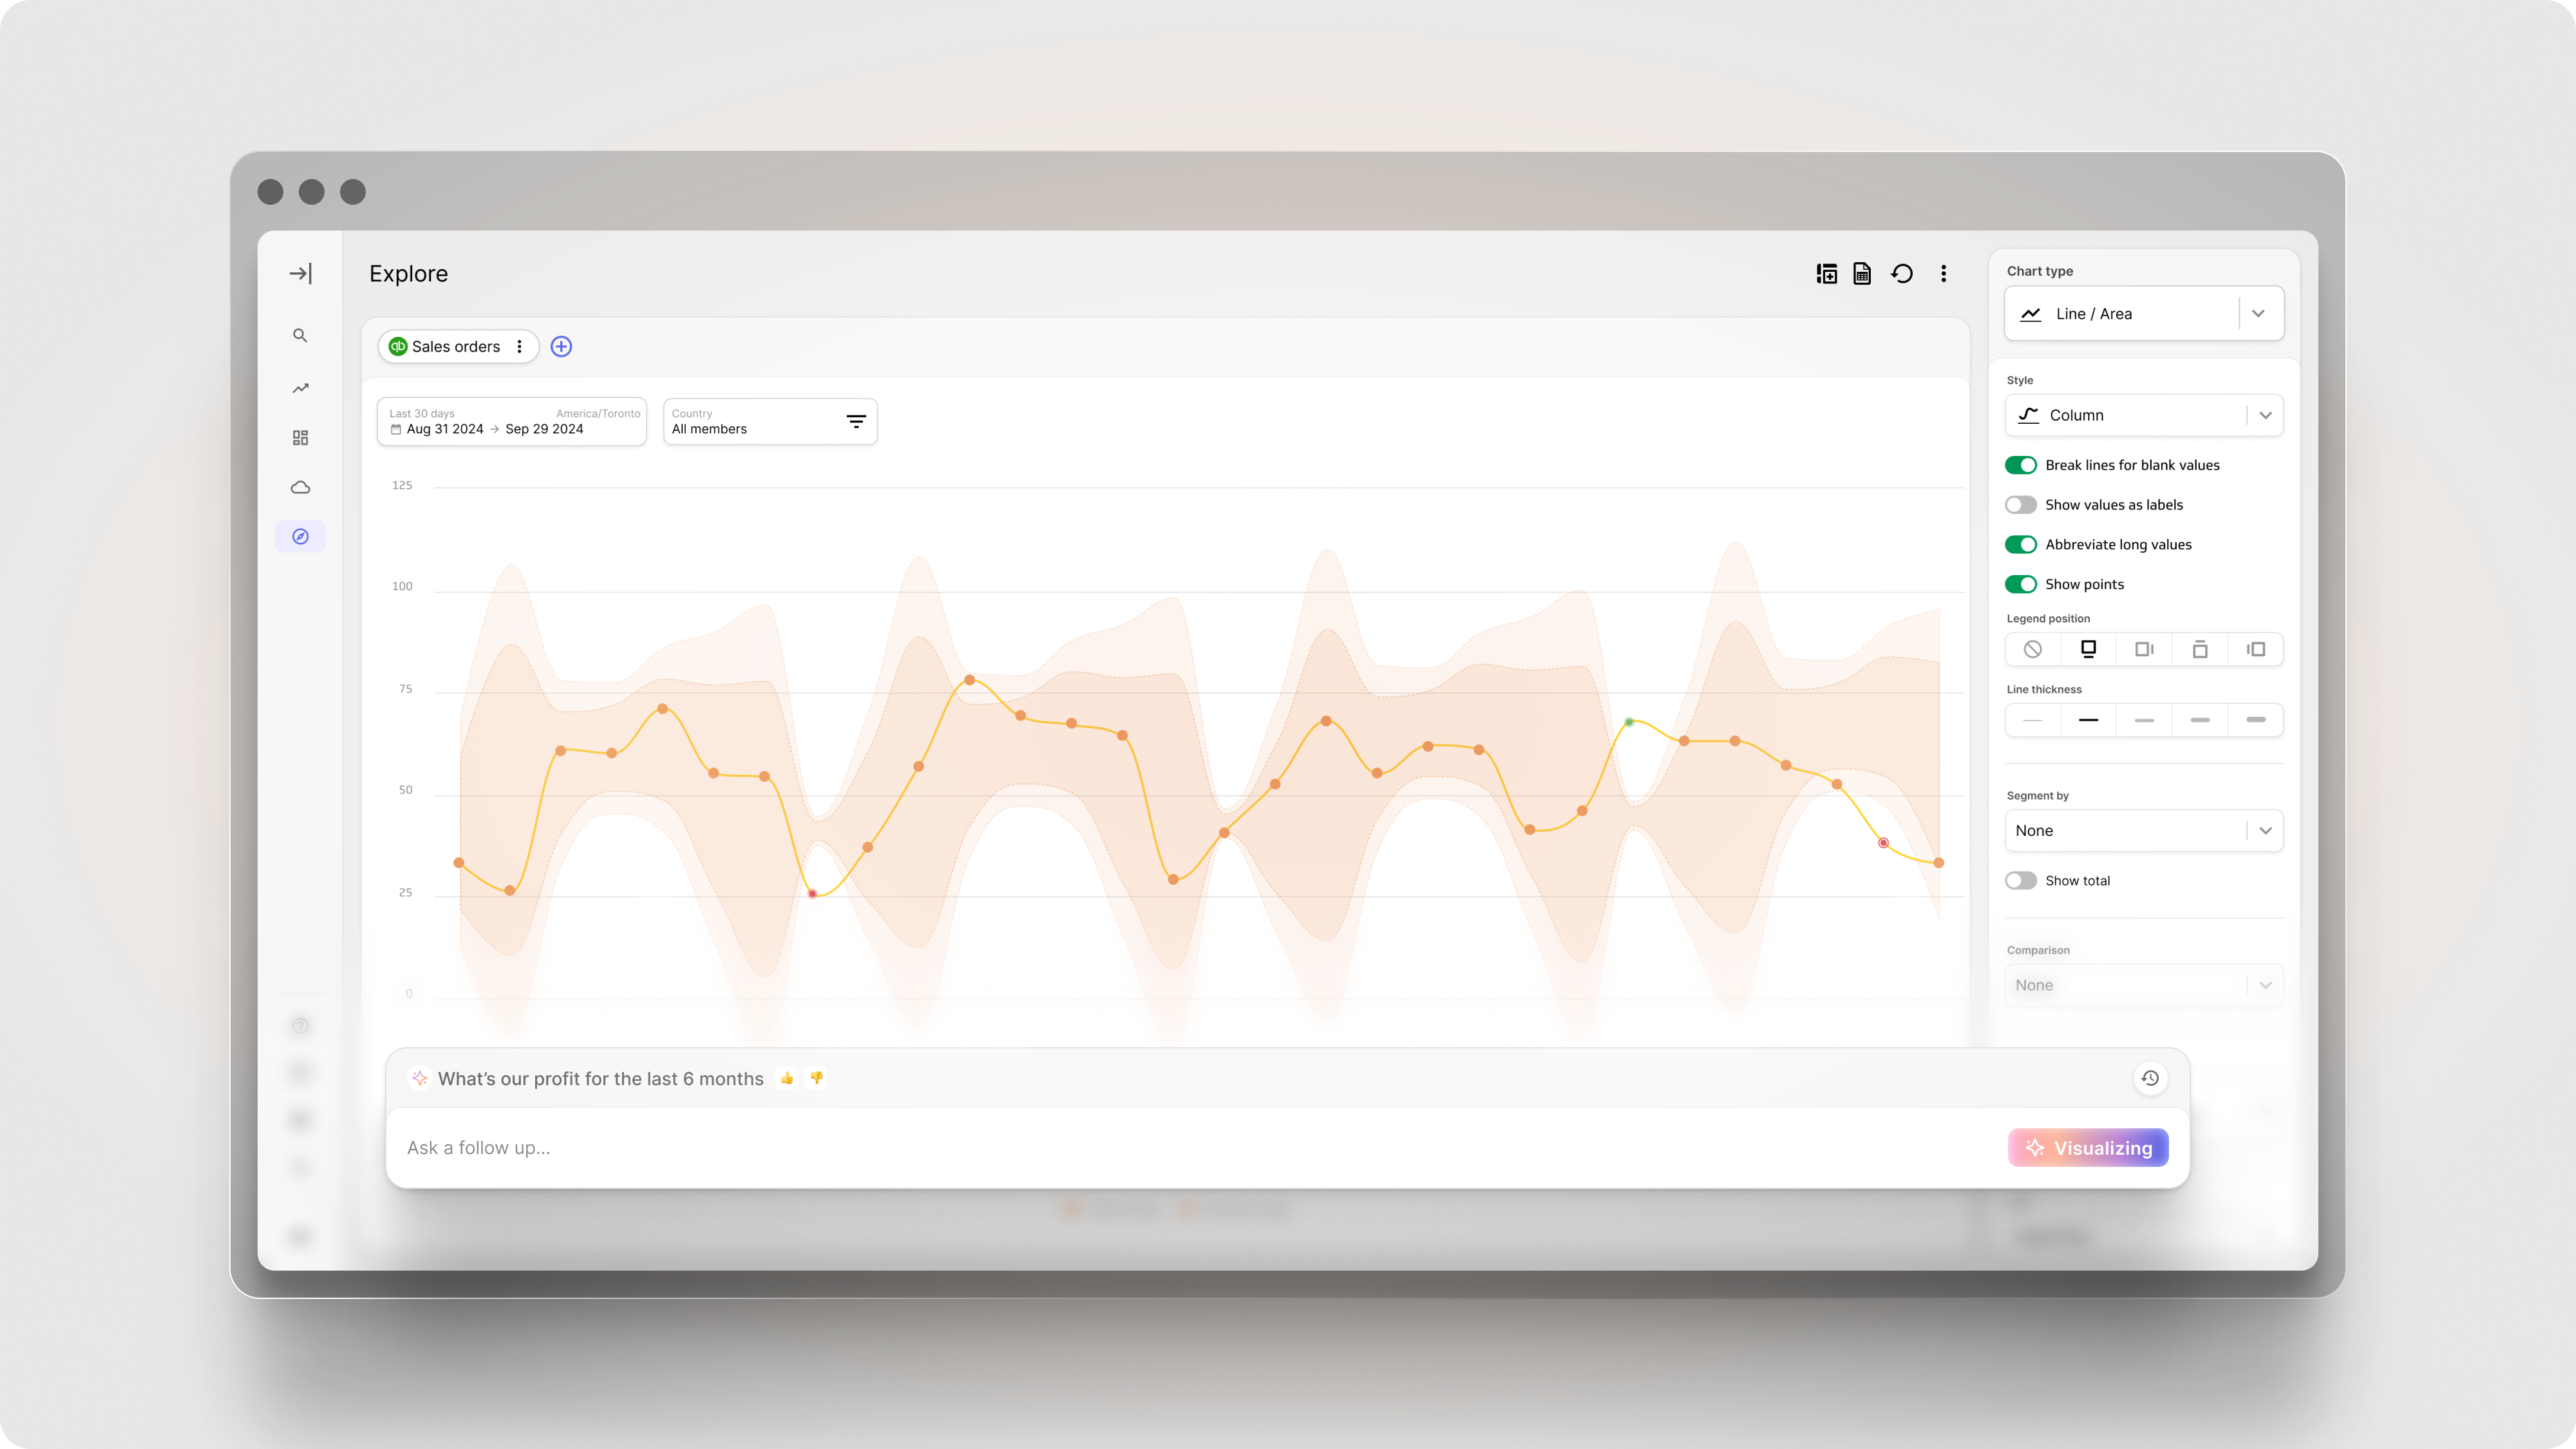 Explore
Sales orders
Last 30 days America/Toronto
Aug 31 2024 → Sep 29 2024
Country
All members
125
100
75
50
25
0
Chart type
Line / Area
Style
Column
Break lines for blank values
Show values as labels
Abbreviate long values
Show points
Legend position
Line thickness
Segment by
None
Show total
Comparison
None
What’s our profit for the last 6 months
Ask a follow up...
Visualizing